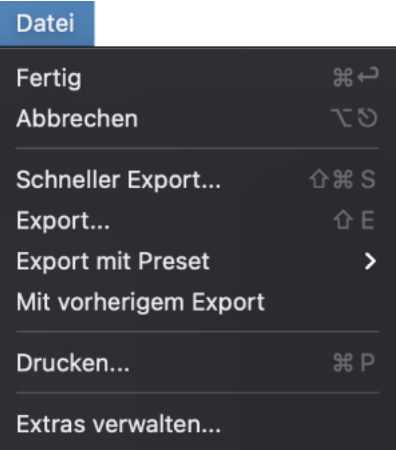 Datei
Fertig ⌘↩
Abbrechen ⌥⎋
Schneller Export... ⇧⌘ S
Export... ⇧ E
Export mit Preset >
Mit vorherigem Export
Drucken... ⌘ P
Extras verwalten...